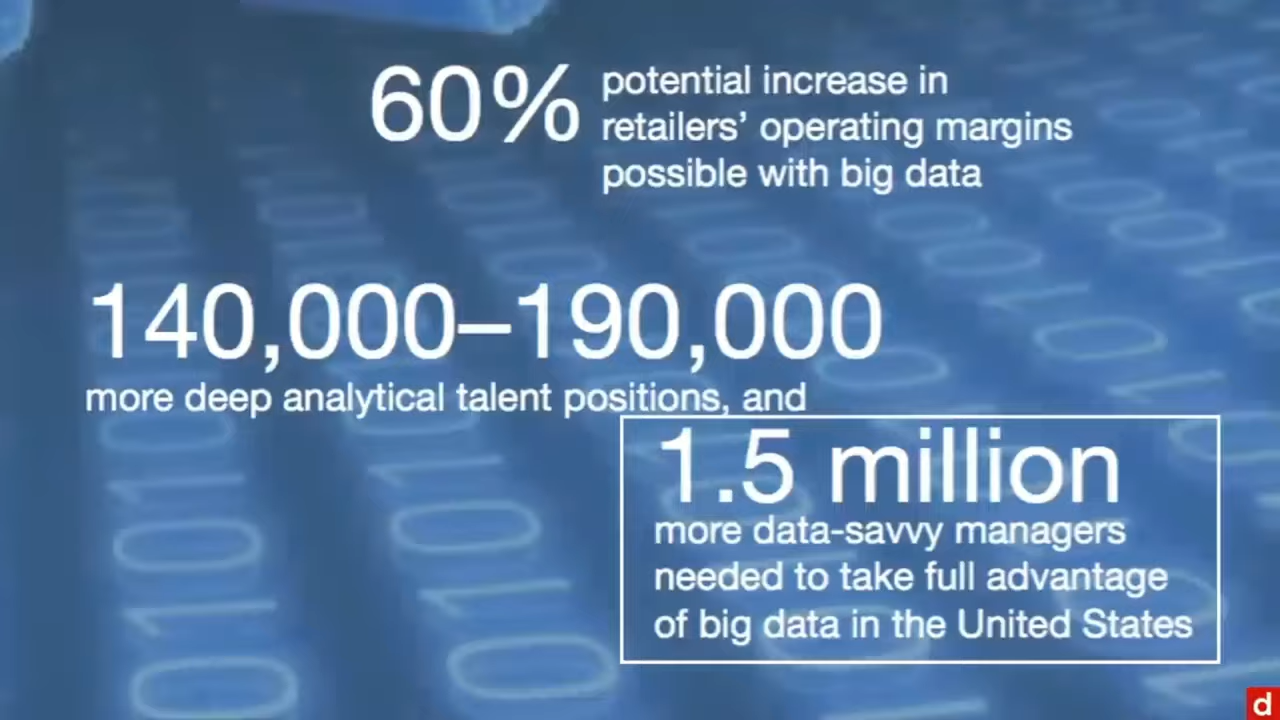 60%
potential increase in
retailers’ operating margins
possible with big data
140,000–190,000
more deep analytical talent positions, and
1.5 million
more data-savvy managers
needed to take full advantage
of big data in the United States
d